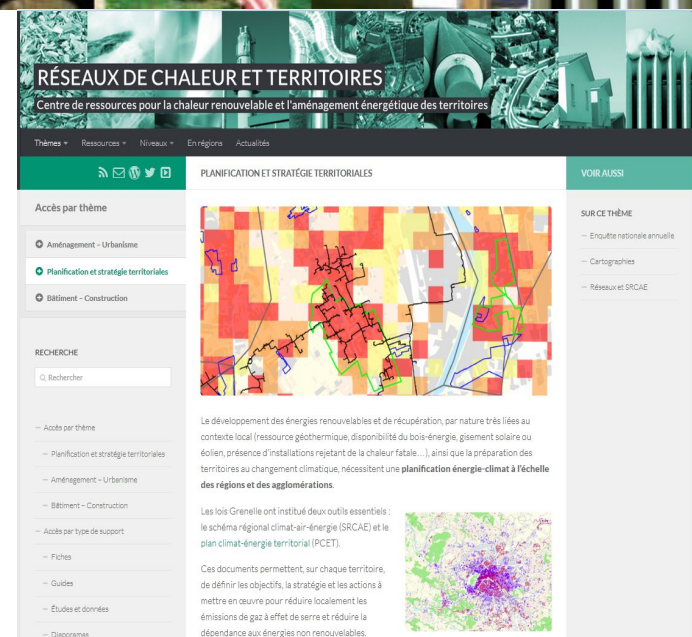 RÉSEAUX DE CHALEUR ET TERRITOIRES
Centre de ressources pour la chaleur renouvelable et l'aménagement énergétique des territoires
Thèmes Ressources Niveaux En régions Actualités
Accès par thème
Aménagement – Urbanisme
Planification et stratégie territoriales
Bâtiment – Construction
RECHERCHE
Rechercher
— Accès par thème
— Planification et stratégie territoriales
— Aménagement – Urbanisme
— Bâtiment – Construction
— Accès par type de support
— Fiches
— Guides
— Études et données
— Diaporamas
PLANIFICATION ET STRATÉGIE TERRITORIALES
Le développement des énergies renouvelables et de récupération, par nature très liées au
contexte local (ressource géothermique, disponibilité du bois-énergie, gisement solaire ou
éolien, présence d'installations rejetant de la chaleur fatale…), ainsi que la préparation des
territoires au changement climatique, nécessitent une planification énergie-climat à l'échelle
des régions et des agglomérations.
Les lois Grenelle ont institué deux outils essentiels :
le schéma régional climat-air-énergie (SRCAE) et le
plan climat-énergie territorial (PCET).
Ces documents permettent, sur chaque territoire,
de définir les objectifs, la stratégie et les actions à
mettre en œuvre pour réduire localement les
émissions de gaz à effet de serre et réduire la
dépendance aux énergies non renouvelables.
VOIR AUSSI
SUR CE THÈME
— Enquête nationale annuelle
— Cartographies
— Réseaux et SRCAE